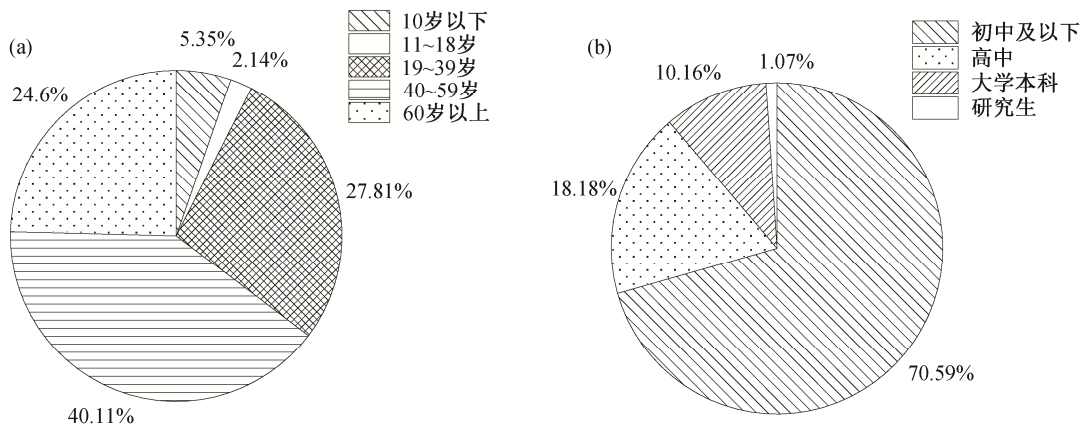 (a)
5.35%
2.14%
27.81%
40.11%
24.6%
10岁以下
11~18岁
19~39岁
40~59岁
60岁以上
(b)
1.07%
10.16%
18.18%
70.59%
初中及以下
高中
大学本科
研究生